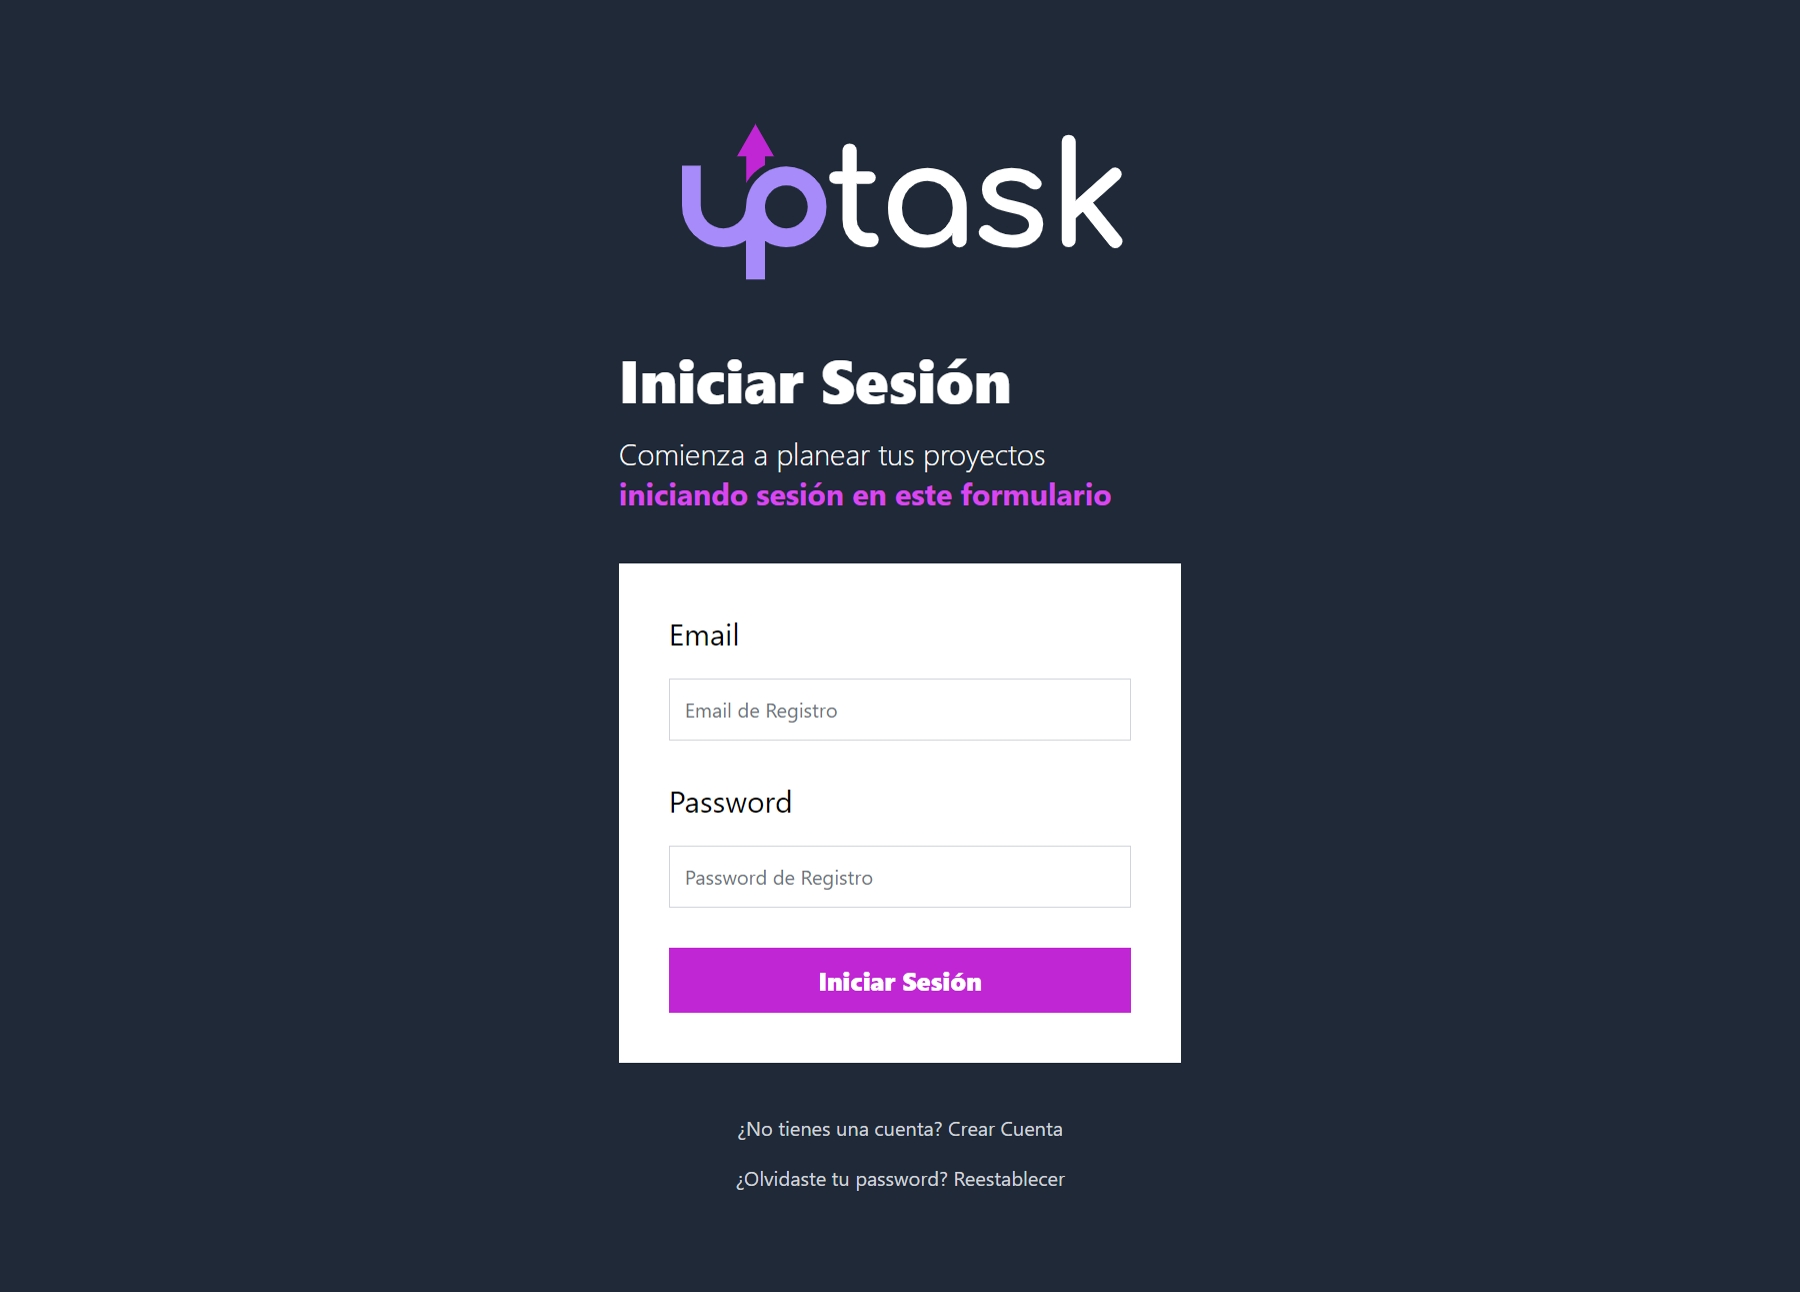 uptask
Iniciar Sesión
Comienza a planear tus proyectos
iniciando sesión en este formulario
Email
Email de Registro
Password
Password de Registro
Iniciar Sesión
¿No tienes una cuenta? Crear Cuenta
¿Olvidaste tu password? Reestablecer